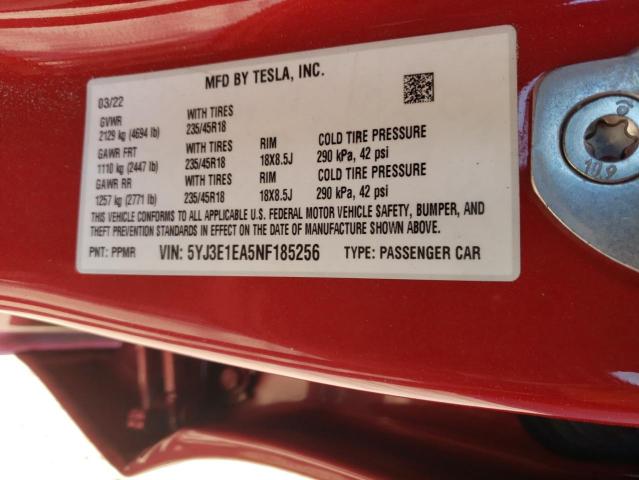 MFD BY TESLA, INC.
03/22
GVWR WITH TIRES
2129 kg (4694 lb) 235/45R18
GAWR FRT WITH TIRES RIM COLD TIRE PRESSURE
1110 kg (2447 lb) 235/45R18 18X8.5J 290 kPa, 42 psi
GAWR RR WITH TIRES RIM COLD TIRE PRESSURE
1257 kg (2771 lb) 235/45R18 18X8.5J 290 kPa, 42 psi
THIS VEHICLE CONFORMS TO ALL APPLICABLE U.S. FEDERAL MOTOR VEHICLE SAFETY, BUMPER, AND
THEFT PREVENTION STANDARDS IN EFFECT ON THE DATE OF MANUFACTURE SHOWN ABOVE.
PNT: PPMR VIN: 5YJ3E1EA5NF185256 TYPE: PASSENGER CAR
10.9